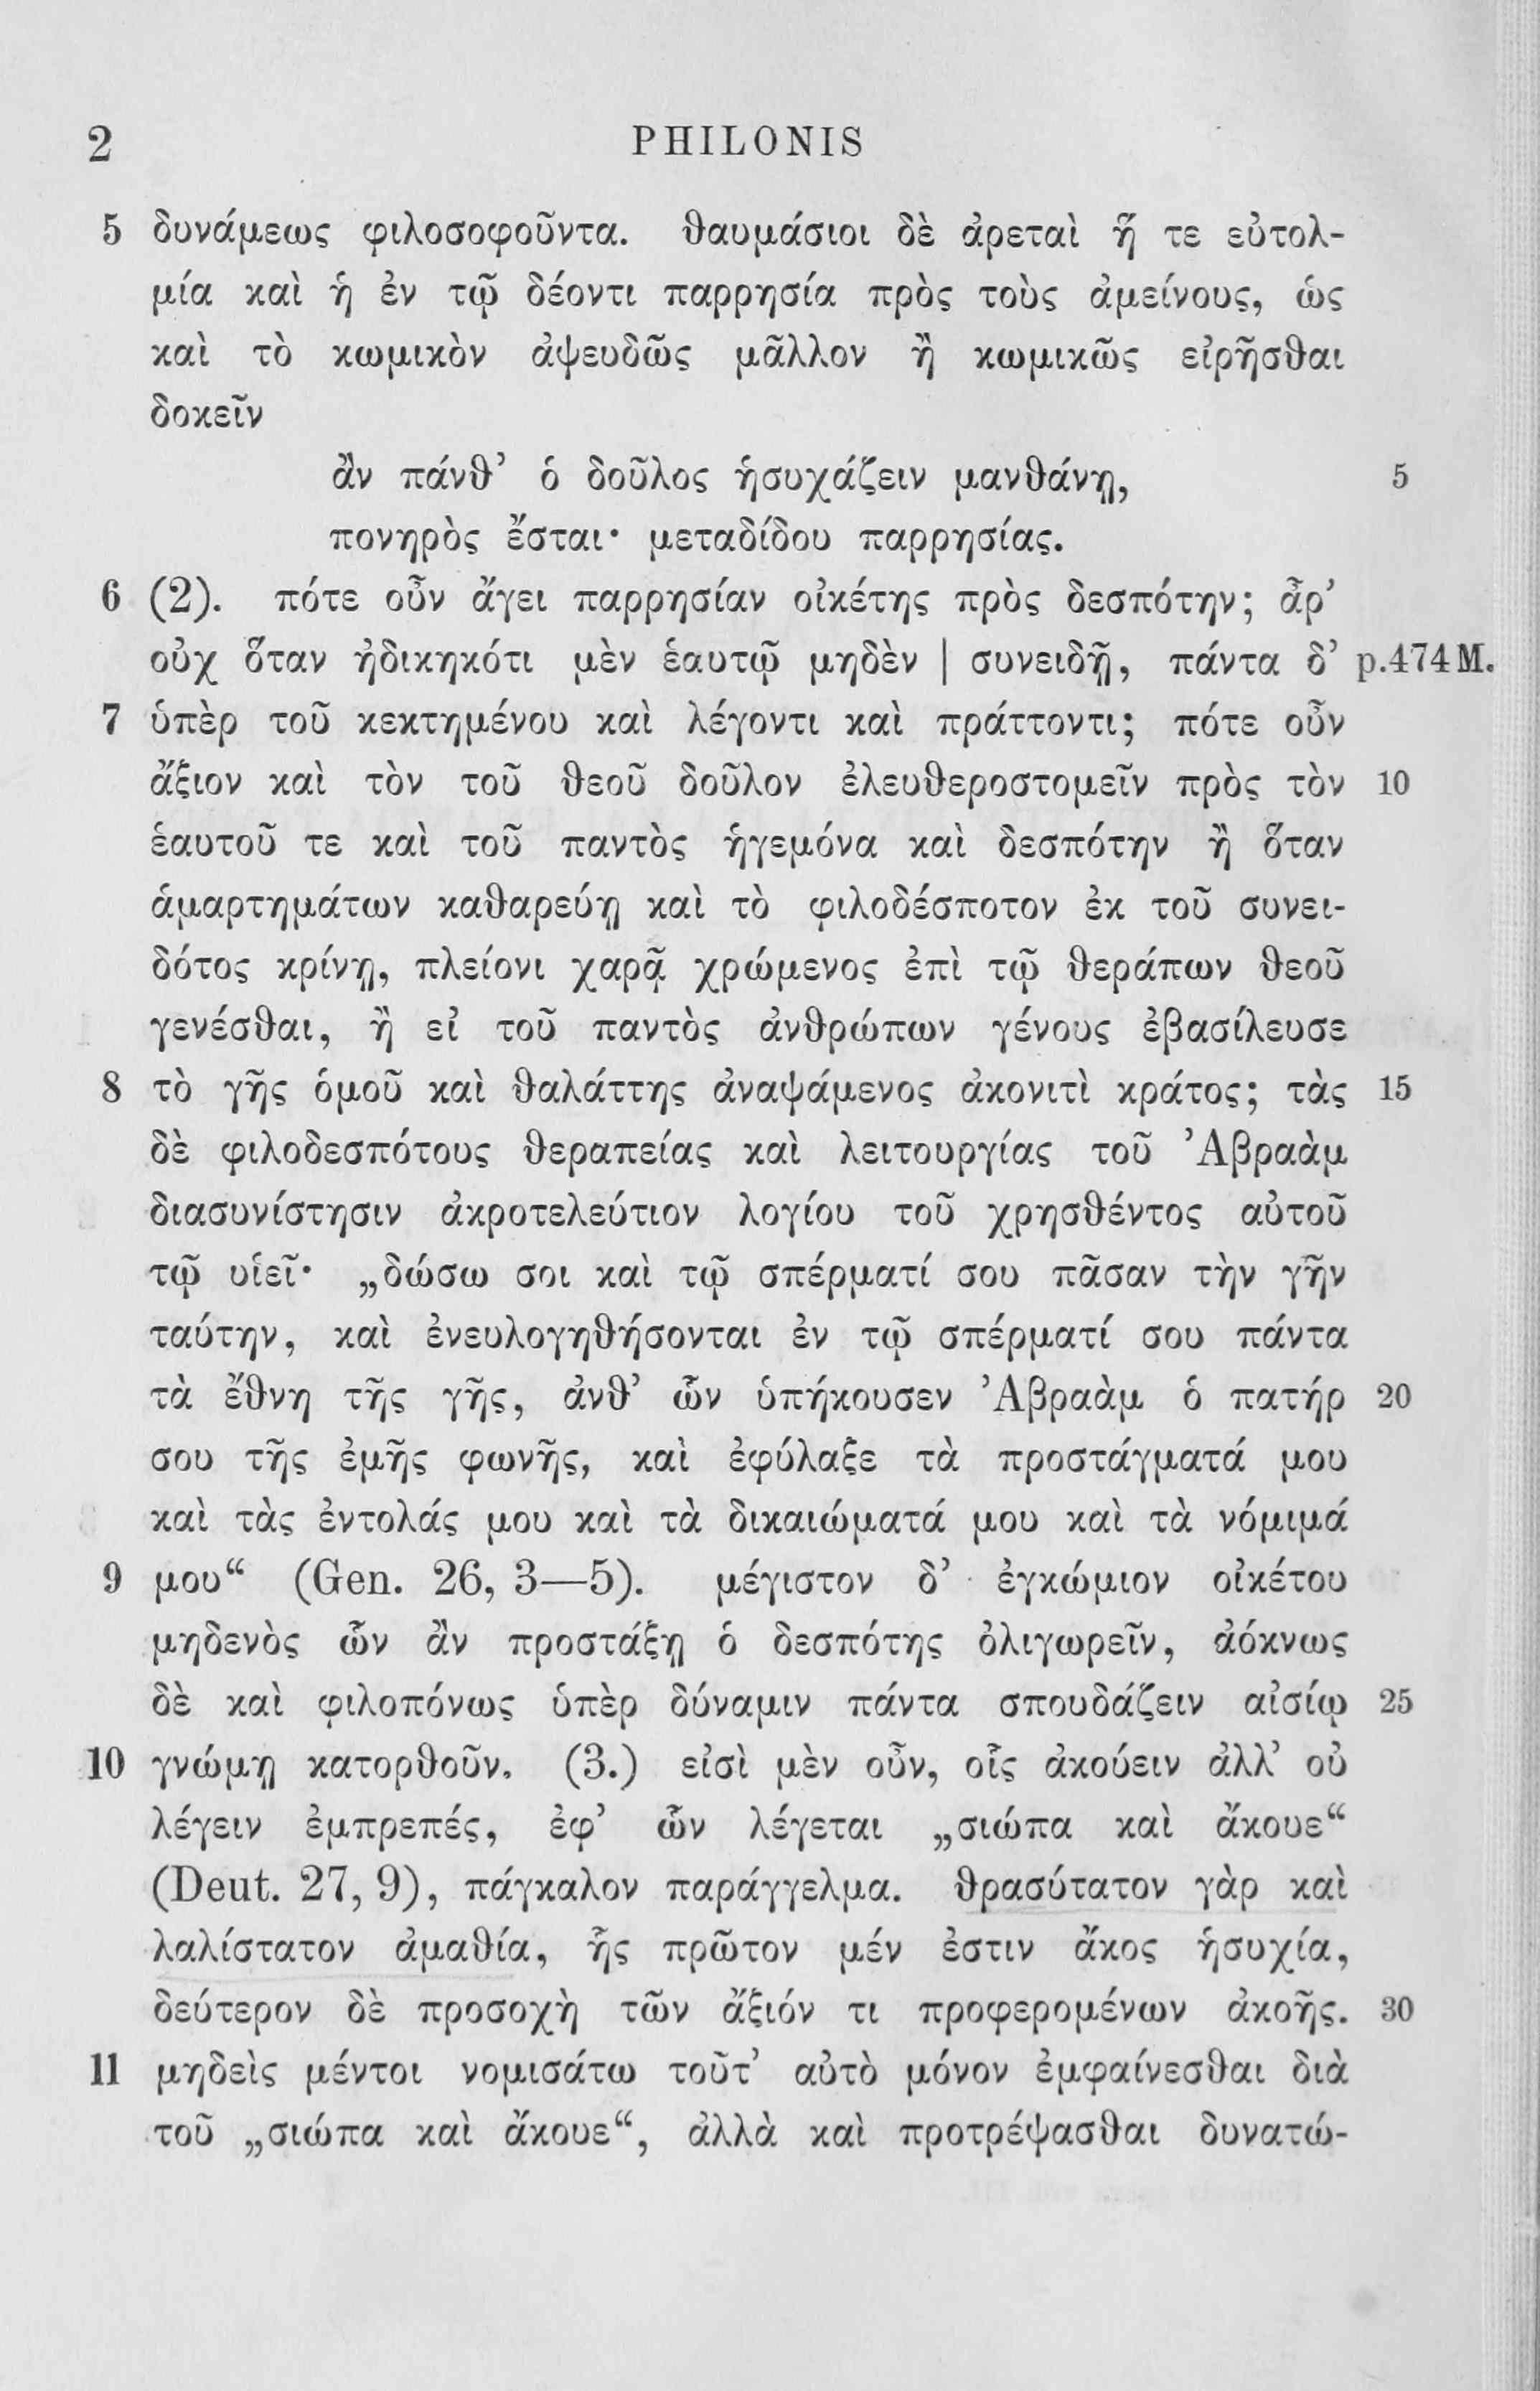 2 PHILONIS
5 δυνάμεως φιλοσοφοῦντα. θαυμάσιοι δὲ ἀρεταὶ ἥ τε εὐτολ-
μία καὶ ἡ ἐν τῷ δέοντι παρρησία πρὸς τοὺς ἀμείνους, ὡς
καὶ τὸ κωμικὸν ἀψευδῶς μᾶλλον ἢ κωμικῶς εἰρῆσθαι
δοκεῖν
ἂν πάνθ’ ὁ δοῦλος ἡσυχάζειν μανθάνῃ, 5
πονηρὸς ἔσται· μεταδίδου παρρησίας.
6 (2). πότε οὖν ἄγει παρρησίαν οἰκέτης πρὸς δεσπότην; ἆρ’
οὐχ ὅταν ἠδικηκότι μὲν ἑαυτῷ μηδὲν | συνειδῇ, πάντα δ’ p.474M.
7 ὑπὲρ τοῦ κεκτημένου καὶ λέγοντι καὶ πράττοντι; πότε οὖν
ἄξιον καὶ τὸν τοῦ θεοῦ δοῦλον ἐλευθεροστομεῖν πρὸς τὸν 10
ἑαυτοῦ τε καὶ τοῦ παντὸς ἡγεμόνα καὶ δεσπότην ἢ ὅταν
ἁμαρτημάτων καθαρεύῃ καὶ τὸ φιλοδέσποτον ἐκ τοῦ συνει-
δότος κρίνῃ, πλείονι χαρᾷ χρώμενος ἐπὶ τῷ θεράπων θεοῦ
γενέσθαι, ἢ εἰ τοῦ παντὸς ἀνθρώπων γένους ἐβασίλευσε
8 τὸ γῆς ὁμοῦ καὶ θαλάττης ἀναψάμενος ἀκονιτὶ κράτος; τὰς 15
δὲ φιλοδεσπότους θεραπείας καὶ λειτουργίας τοῦ Ἀβραὰμ
διασυνίστησιν ἀκροτελεύτιον λογίου τοῦ χρησθέντος αὐτοῦ
τῷ υἱεῖ· „δώσω σοι καὶ τῷ σπέρματί σου πᾶσαν τὴν γῆν
ταύτην, καὶ ἐνευλογηθήσονται ἐν τῷ σπέρματί σου πάντα
τὰ ἔθνη τῆς γῆς, ἀνθ’ ὧν ὑπήκουσεν Ἀβραὰμ ὁ πατήρ 20
σου τῆς ἐμῆς φωνῆς, καὶ ἐφύλαξε τὰ προστάγματά μου
καὶ τὰς ἐντολάς μου καὶ τὰ δικαιώματά μου καὶ τὰ νόμιμά
9 μου“ (Gen. 26, 3—5). μέγιστον δ’ ἐγκώμιον οἰκέτου
μηδενὸς ὧν ἂν προστάξῃ ὁ δεσπότης ὀλιγωρεῖν, ἀόκνως
δὲ καὶ φιλοπόνως ὑπὲρ δύναμιν πάντα σπουδάζειν αἰσίῳ 25
10 γνώμῃ κατορθοῦν. (3.) εἰσὶ μὲν οὖν, οἷς ἀκούειν ἀλλ’ οὐ
λέγειν ἐμπρεπές, ἐφ’ ὧν λέγεται „σιώπα καὶ ἄκουε“
(Deut. 27, 9), πάγκαλον παράγγελμα. θρασύτατον γὰρ καὶ
λαλίστατον ἀμαθία, ἧς πρῶτον μέν ἐστιν ἄκος ἡσυχία,
δεύτερον δὲ προσοχὴ τῶν ἄξιόν τι προφερομένων ἀκοῆς. 30
11 μηδεὶς μέντοι νομισάτω τοῦτ’ αὐτὸ μόνον ἐμφαίνεσθαι διὰ
τοῦ „σιώπα καὶ ἄκουε“, ἀλλὰ καὶ προτρέψασθαι δυνατώ-